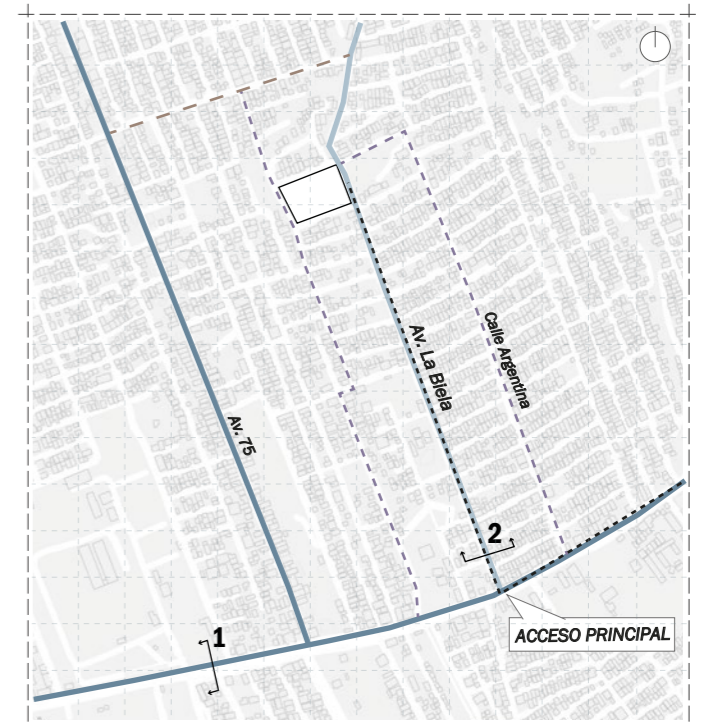 Av. La Biela
Calle Argentina
Av. 75
2
1
ACCESO PRINCIPAL